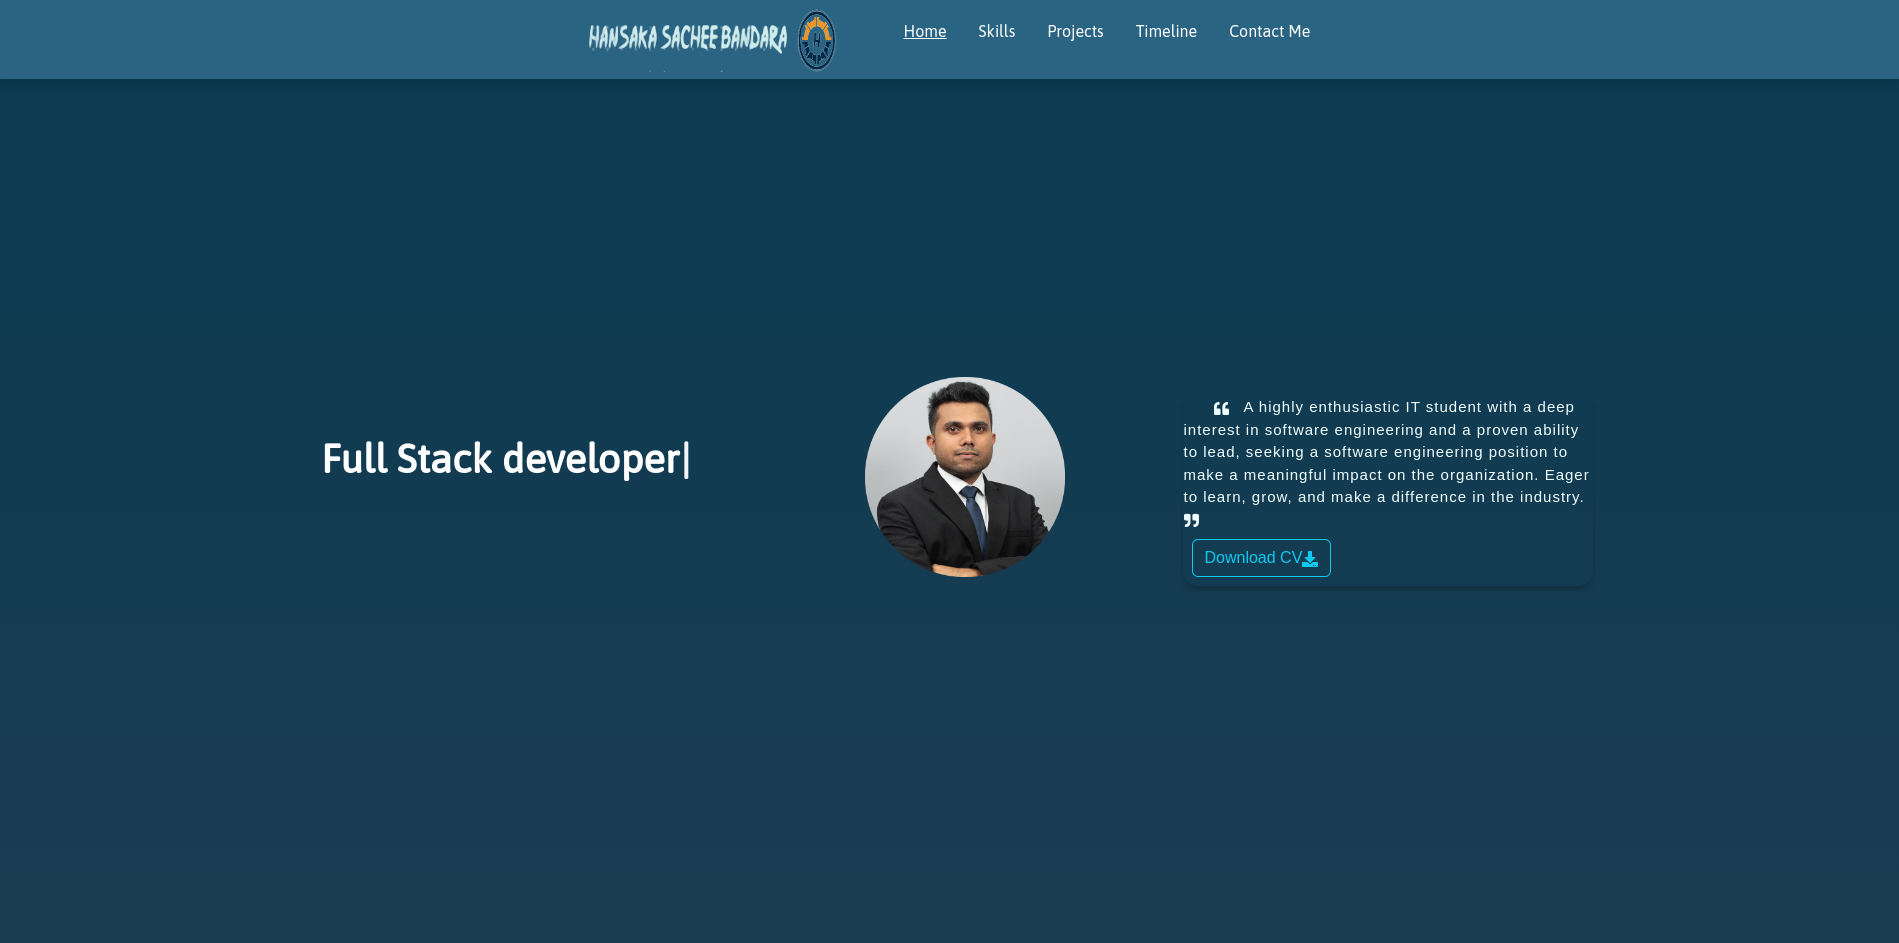 HANSAKA SACHEE BANDARA
Home Skills Projects Timeline Contact Me
Full Stack developer|
“ A highly enthusiastic IT student with a deep
interest in software engineering and a proven ability
to lead, seeking a software engineering position to
make a meaningful impact on the organization. Eager
to learn, grow, and make a difference in the industry.
”
Download CV